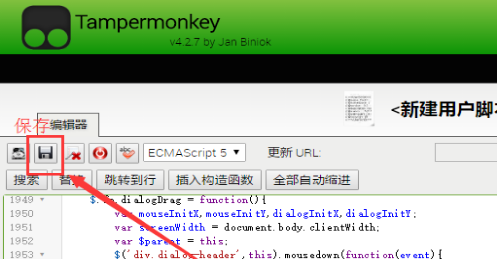 Tampermonkey
v4.2.7 by Jan Biniok
<新建用户脚本
保存
编辑器
ECMAScript 5 更新 URL:
搜索 替换 跳转到行 插入构造函数 全部自动缩进
1949 dialogDrag = function(){
1950 var mouseInitX,mouseInitY,dialogInitX,dialogInitY;
1951 var screenWidth = document.body.clientWidth;
1952 var $parent = this;
1953 $('div.dialog-header',this).mousedown(function(event){